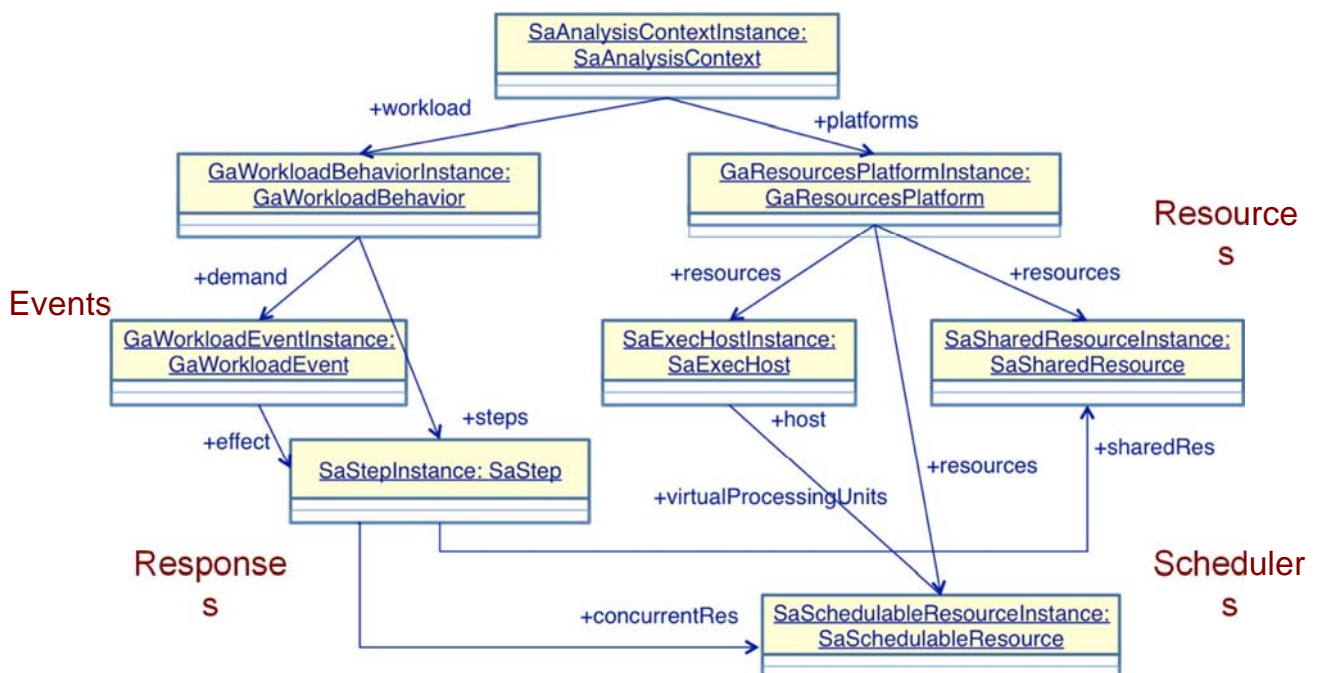 SaAnalysisContextInstance:
SaAnalysisContext
+workload
+platforms
GaWorkloadBehaviorInstance:
GaWorkloadBehavior
GaResourcesPlatformInstance:
GaResourcesPlatform
Resource
s
+demand
+resources
+resources
Events
GaWorkloadEventInstance:
GaWorkloadEvent
SaExecHostInstance:
SaExecHost
SaSharedResourceInstance:
SaSharedResource
+effect
+steps
+host
+sharedRes
SaStepInstance: SaStep
+resources
+virtualProcessingUnits
Response
s
Scheduler
s
+concurrentRes
SaSchedulableResourceInstance:
SaSchedulableResource